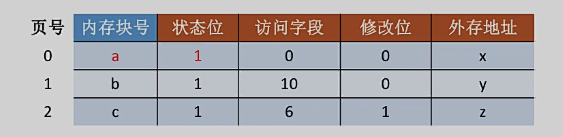 页号 内存块号 状态位 访问字段 修改位 外存地址
0 a 1 0 0 x
1 b 1 10 0 y
2 c 1 6 1 z